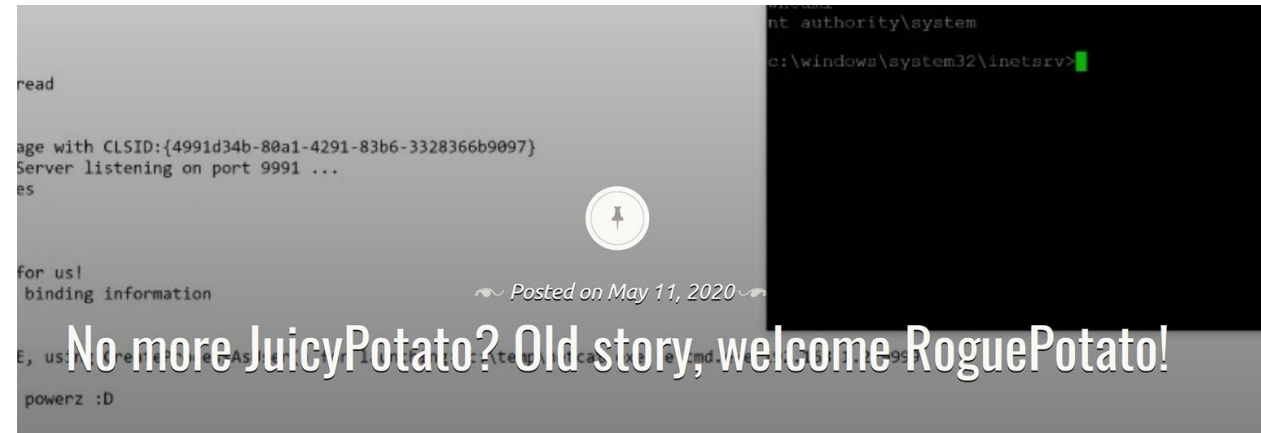 nt authority\system
c:\windows\system32\inetsrv>
read
age with CLSID:{4991d34b-80a1-4291-83b6-3328366b9097}
Server listening on port 9991 ...
es
for us!
binding information
Posted on May 11, 2020
No more JuicyPotato? Old story, welcome RoguePotato!
powerz :D